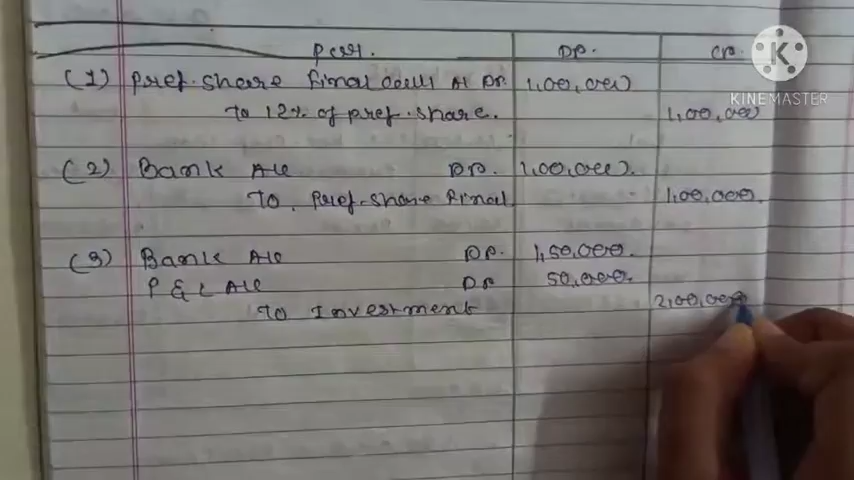 Par. Dr. Cr.
(1) Pref. share final call A/c Dr. 1,00,000
To 12% of pref. share. 1,00,000
(2) Bank A/c Dr. 1,00,000.
To. Pref. share final 1,00,000.
(3) Bank A/c Dr. 1,50,000.
P & L A/c Dr 50,000.
To Investment 2,00,000
K
KINEMASTER